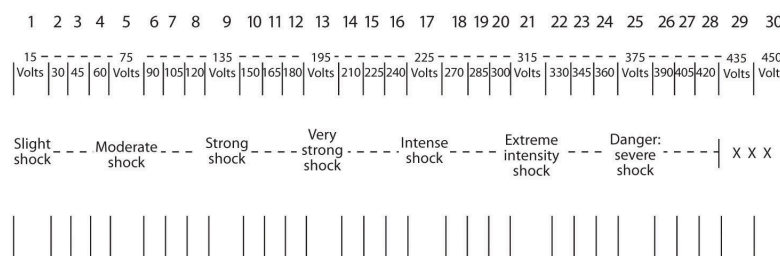 1 2 3 4 5 6 7 8 9 10 11 12 13 14 15 16 17 18 19 20 21 22 23 24 25 26 27 28 29 30
15 75 135 195 225 315 375 435 450
Volts 30 45 60 Volts 90 105 120 Volts 150 165 180 Volts 210 225 240 Volts 270 285 300 Volts 330 345 360 Volts 390 405 420 Volts Volts
Slight shock
Moderate shock
Strong shock
Very strong shock
Intense shock
Extreme intensity shock
Danger: severe shock
X X X